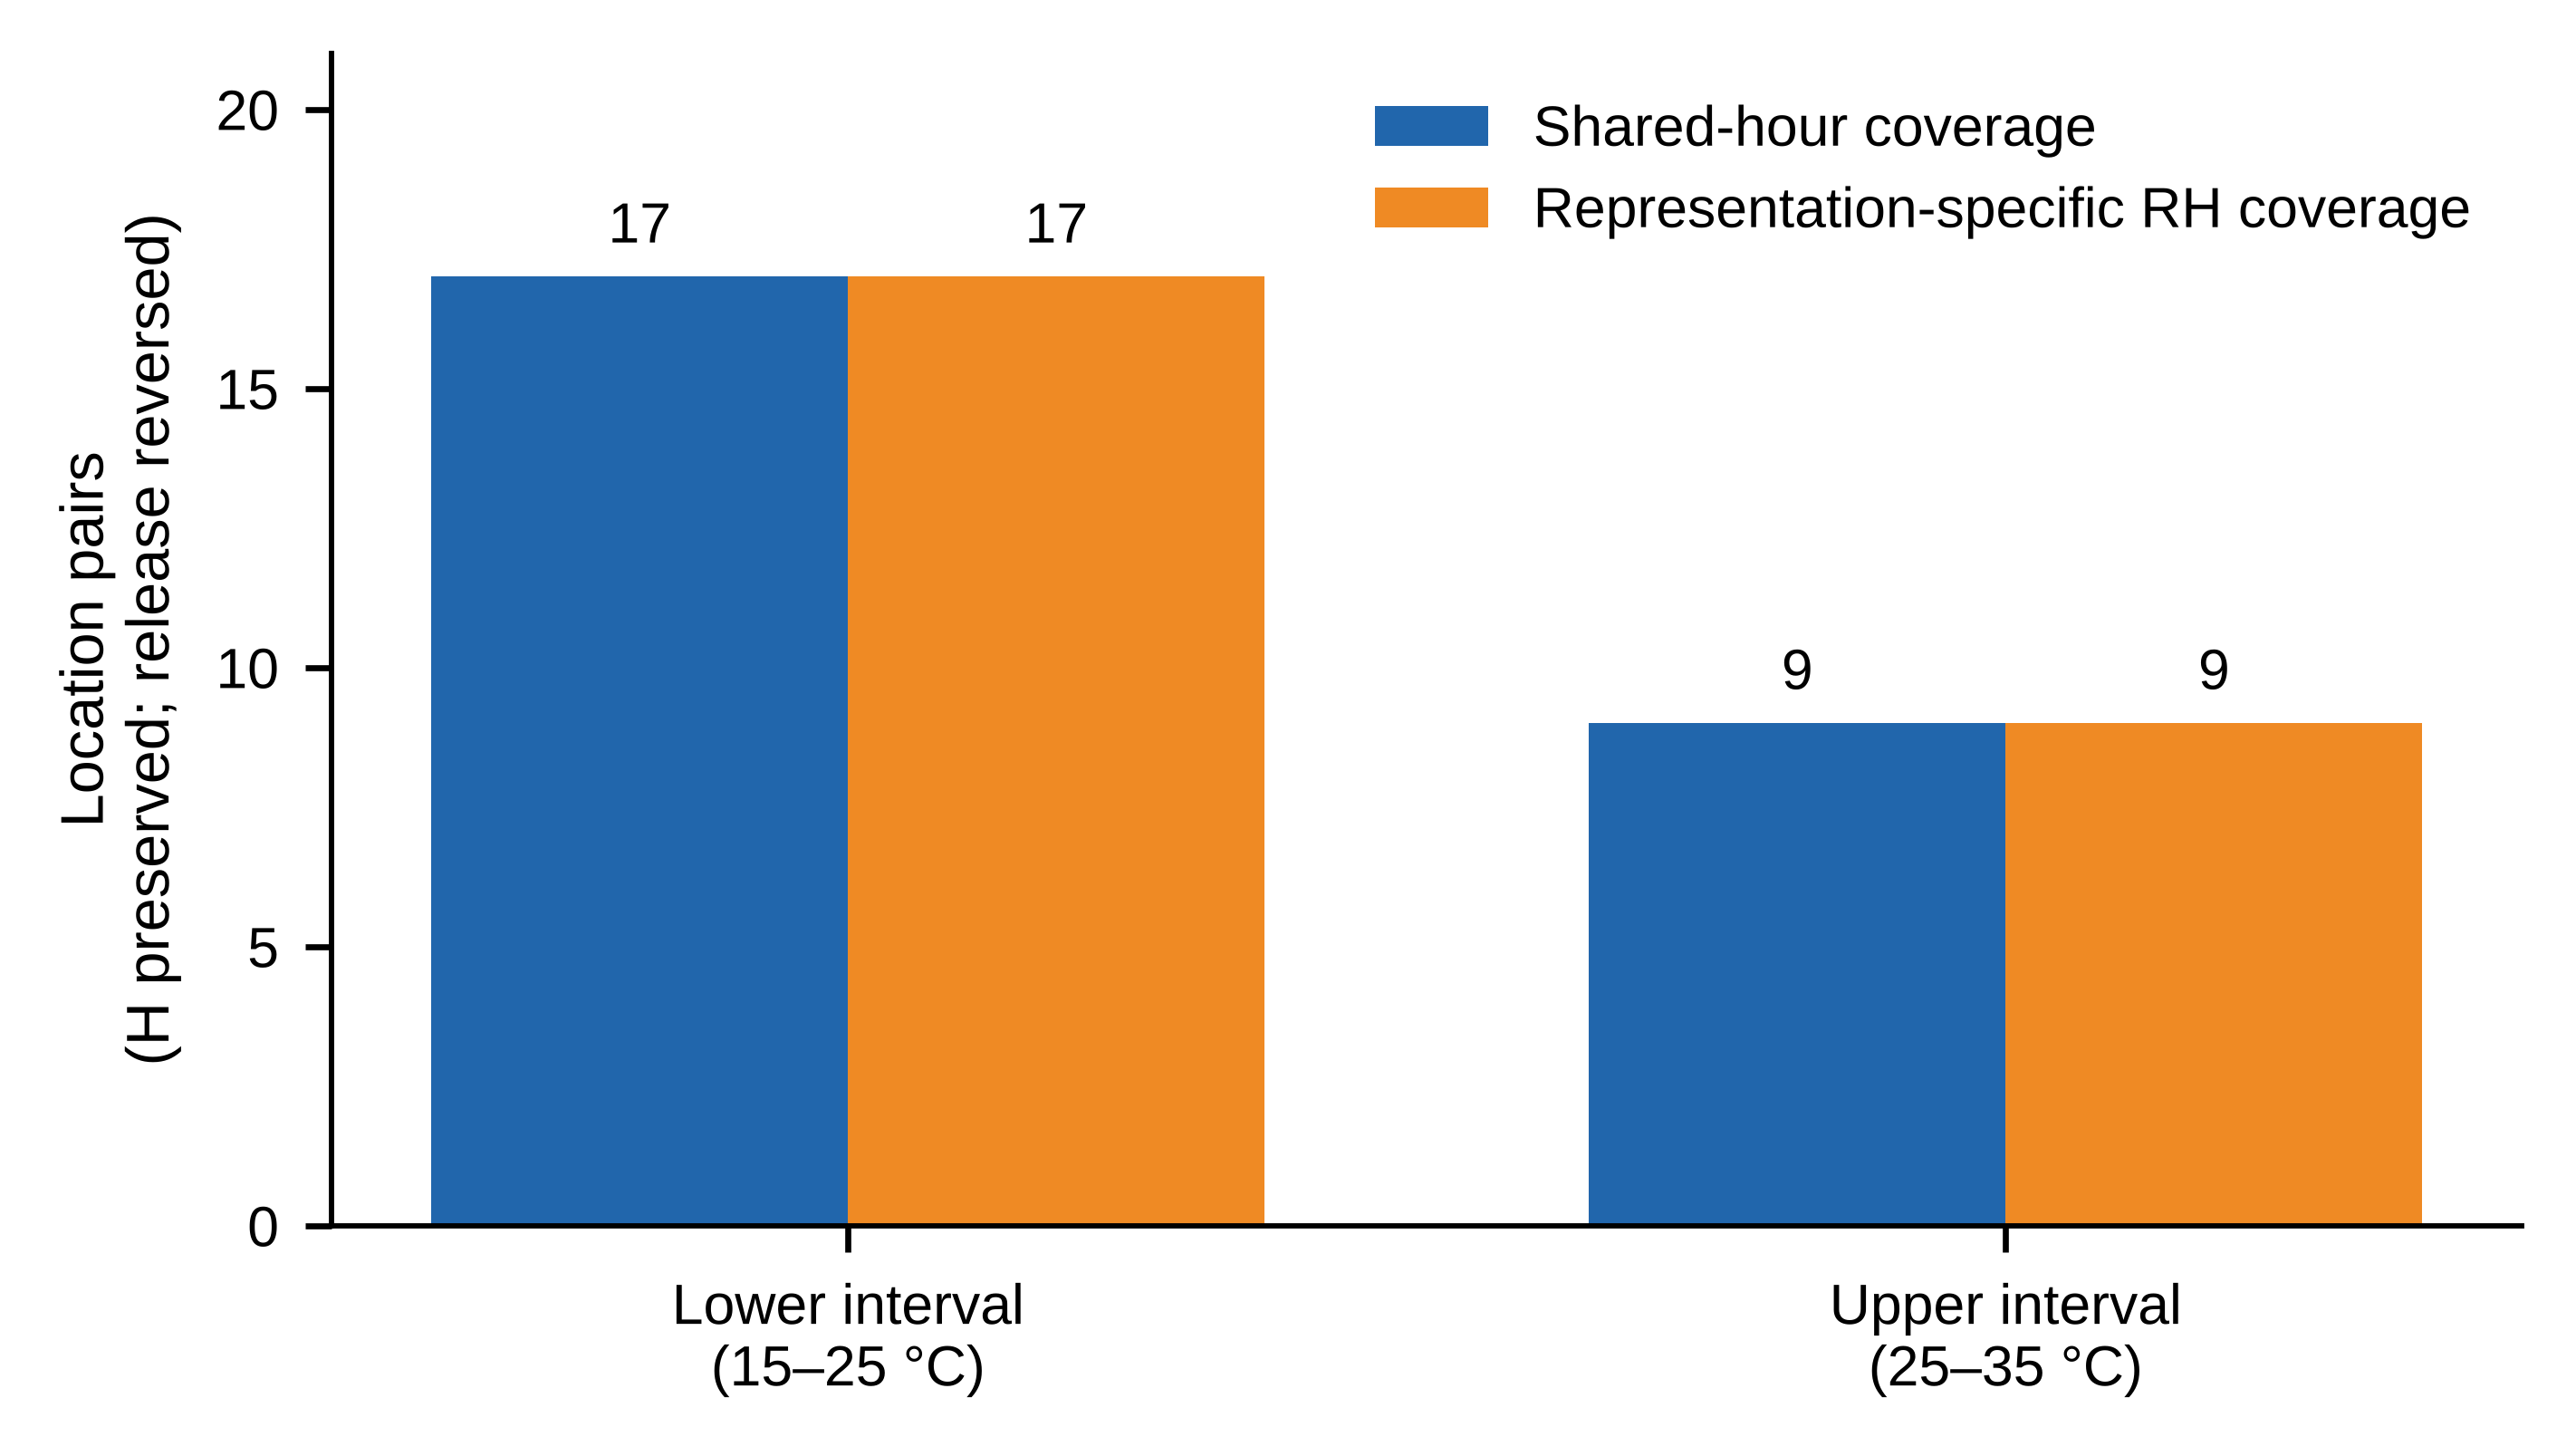 Location pairs
(H preserved; release reversed)
20
15
10
5
0
Shared-hour coverage
Representation-specific RH coverage
17
17
9
9
Lower interval
(15–25 °C)
Upper interval
(25–35 °C)